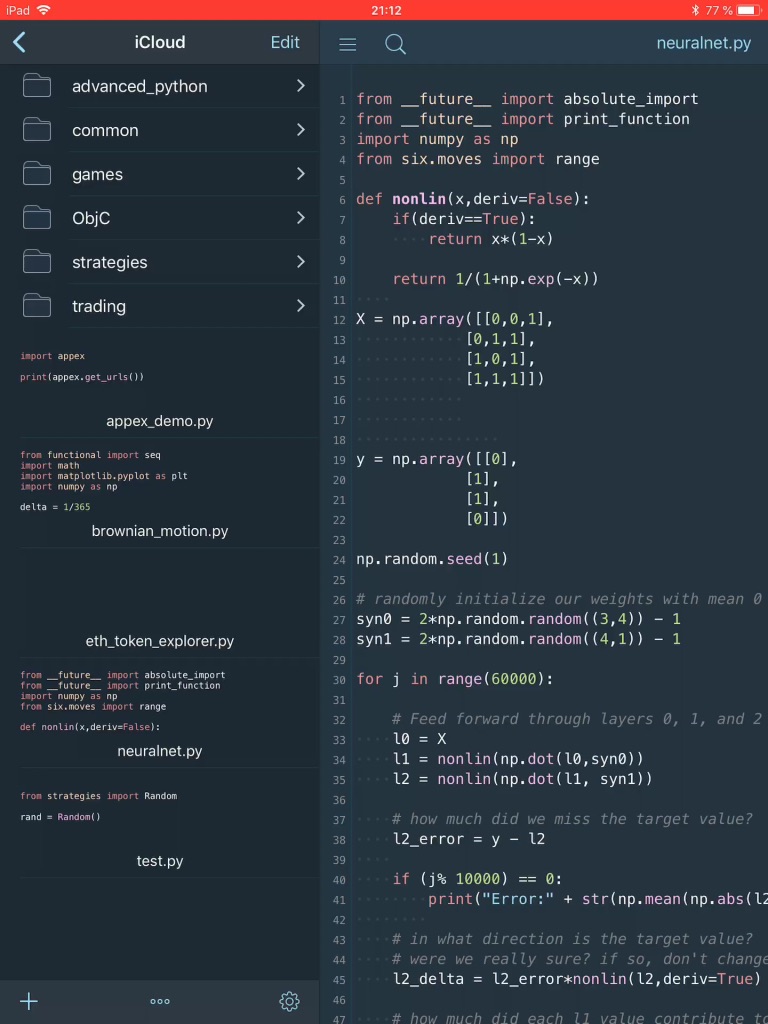 iPad
21:12
77 %
iCloud
Edit
advanced_python
common
games
ObjC
strategies
trading
import appex
print(appex.get_urls())
appex_demo.py
from functional import seq
import math
import matplotlib.pyplot as plt
import numpy as np
delta = 1/365
brownian_motion.py
eth_token_explorer.py
from __future__ import absolute_import
from __future__ import print_function
import numpy as np
from six.moves import range
def nonlin(x,deriv=False):
neuralnet.py
from strategies import Random
rand = Random()
test.py
neuralnet.py
1 from __future__ import absolute_import
2 from __future__ import print_function
3 import numpy as np
4 from six.moves import range
5
6 def nonlin(x,deriv=False):
7 if(deriv==True):
8 return x*(1-x)
9
10 return 1/(1+np.exp(-x))
11
12 X = np.array([[0,0,1],
13 [0,1,1],
14 [1,0,1],
15 [1,1,1]])
16
17
18
19 y = np.array([[0],
20 [1],
21 [1],
22 [0]])
23
24 np.random.seed(1)
25
26 # randomly initialize our weights with mean 0
27 syn0 = 2*np.random.random((3,4)) - 1
28 syn1 = 2*np.random.random((4,1)) - 1
29
30 for j in range(60000):
31
32 # Feed forward through layers 0, 1, and 2
33 l0 = X
34 l1 = nonlin(np.dot(l0,syn0))
35 l2 = nonlin(np.dot(l1, syn1))
36
37 # how much did we miss the target value?
38 l2_error = y - l2
39
40 if (j% 10000) == 0:
41 print("Error:" + str(np.mean(np.abs(l2
42
43 # in what direction is the target value?
44 # were we really sure? if so, don't change
45 l2_delta = l2_error*nonlin(l2,deriv=True)
46
47 # how much did each l1 value contribute to